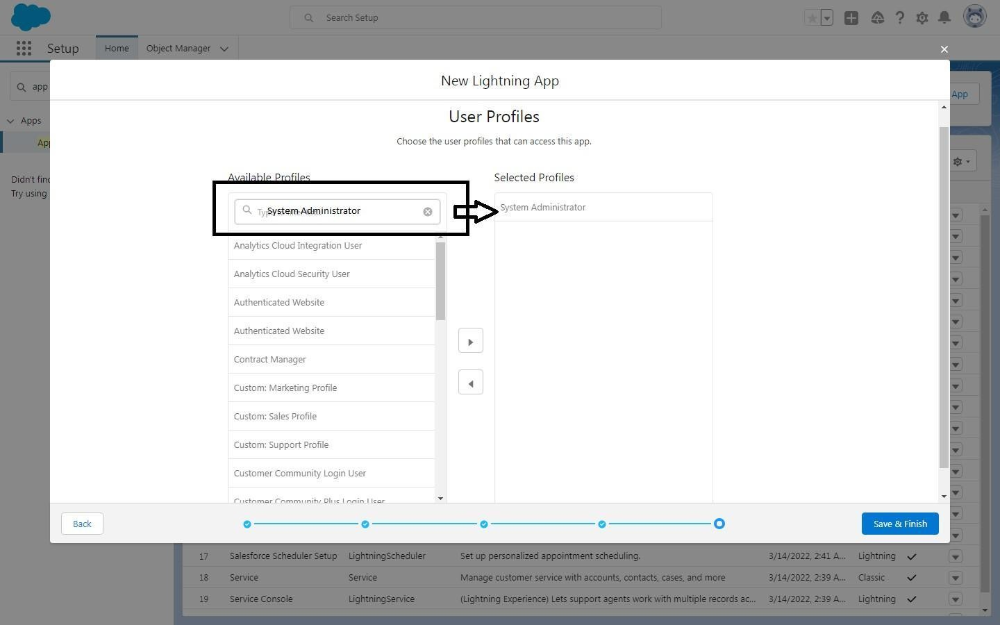 Search Setup
Setup
Home
Object Manager
app
App
New Lightning App
User Profiles
Choose the user profiles that can access this app.
Apps
App
Didn't find
Try using
Available Profiles
Selected Profiles
System Administrator
System Administrator
Analytics Cloud Integration User
Analytics Cloud Security User
Authenticated Website
Authenticated Website
Contract Manager
Custom: Marketing Profile
Custom: Sales Profile
Custom: Support Profile
Customer Community Login User
Customer Community Plus Login User
Back
Save & Finish
17 Salesforce Scheduler Setup LightningScheduler Set up personalized appointment scheduling. 3/14/2022, 2:41 A... Lightning
18 Service Service Manage customer service with accounts, contacts, cases, and more 3/14/2022, 2:39 A... Classic
19 Service Console LightningService (Lightning Experience) Lets support agents work with multiple records ac... 3/14/2022, 2:39 A... Lightning